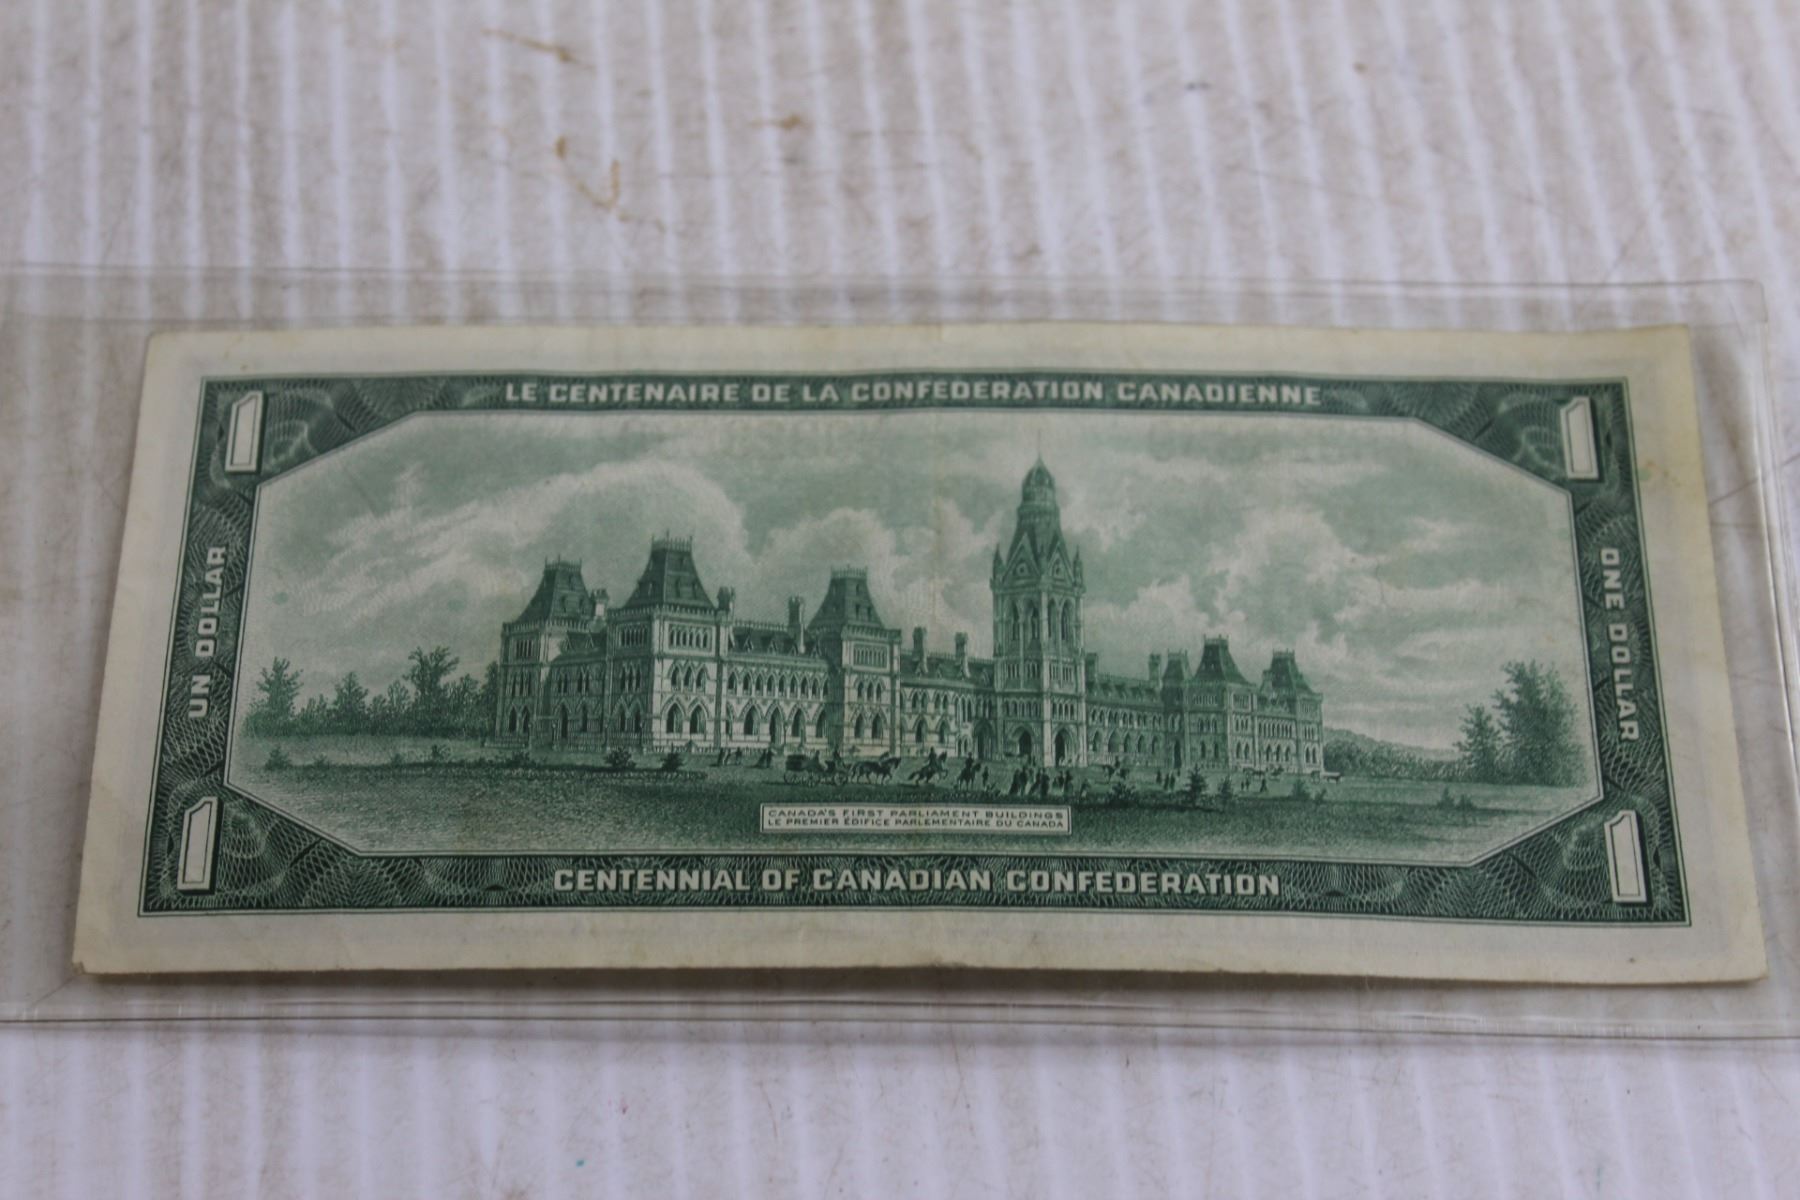 LE CENTENAIRE DE LA CONFEDERATION CANADIENNE
1
1
UN DOLLAR
ONE DOLLAR
CANADA'S FIRST PARLIAMENT BUILDINGS
LE PREMIER ÉDIFICE PARLEMENTAIRE DU CANADA
1
1
CENTENNIAL OF CANADIAN CONFEDERATION